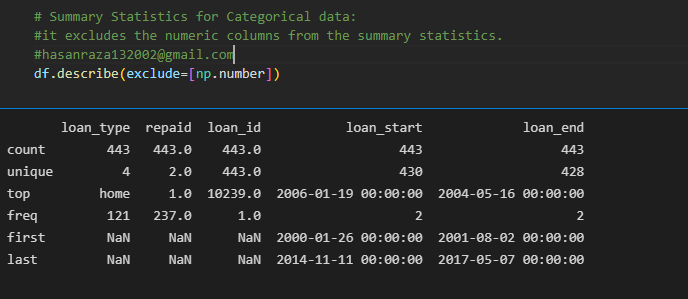 # Summary Statistics for Categorical data:
#it excludes the numeric columns from the summary statistics.
#hasanraza132002@gmail.com
df.describe(exclude=[np.number])
loan_type repaid loan_id loan_start loan_end
count 443 443.0 443.0 443 443
unique 4 2.0 443.0 430 428
top home 1.0 10239.0 2006-01-19 00:00:00 2004-05-16 00:00:00
freq 121 237.0 1.0 2 2
first NaN NaN NaN 2000-01-26 00:00:00 2001-08-02 00:00:00
last NaN NaN NaN 2014-11-11 00:00:00 2017-05-07 00:00:00